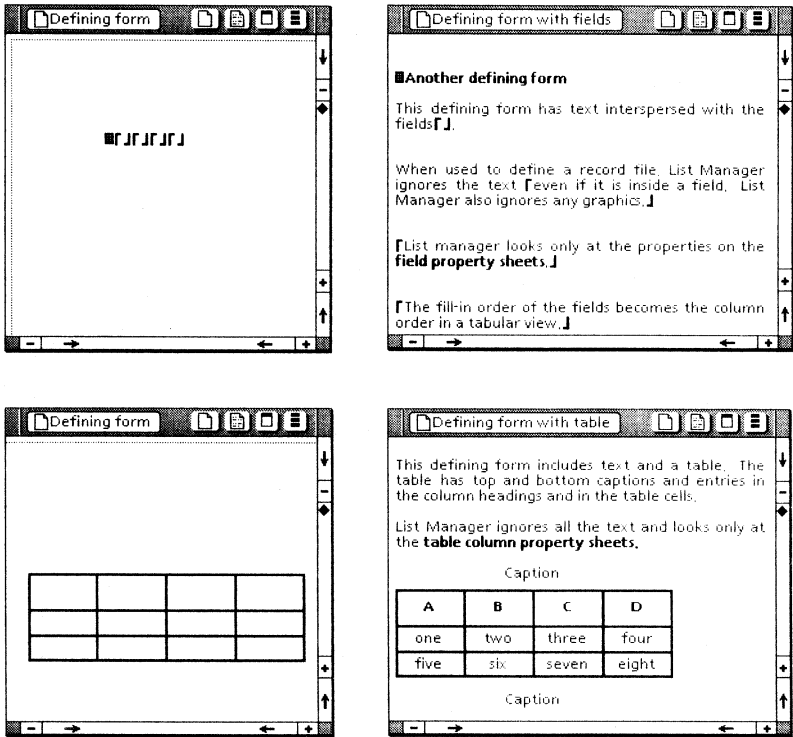 Defining form
Defining form with fields
Another defining form
This defining form has text interspersed with the
fields⌈⌋.
When used to define a record file, List Manager
ignores the text ⌈even if it is inside a field. List
Manager also ignores any graphics.⌋
⌈List manager looks only at the properties on the
field property sheets.⌋
⌈The fill-in order of the fields becomes the column
order in a tabular view.⌋
Defining form
Defining form with table
This defining form includes text and a table. The
table has top and bottom captions and entries in
the column headings and in the table cells.
List Manager ignores all the text and looks only at
the table column property sheets.
Caption
A B C D
one two three four
five six seven eight
Caption